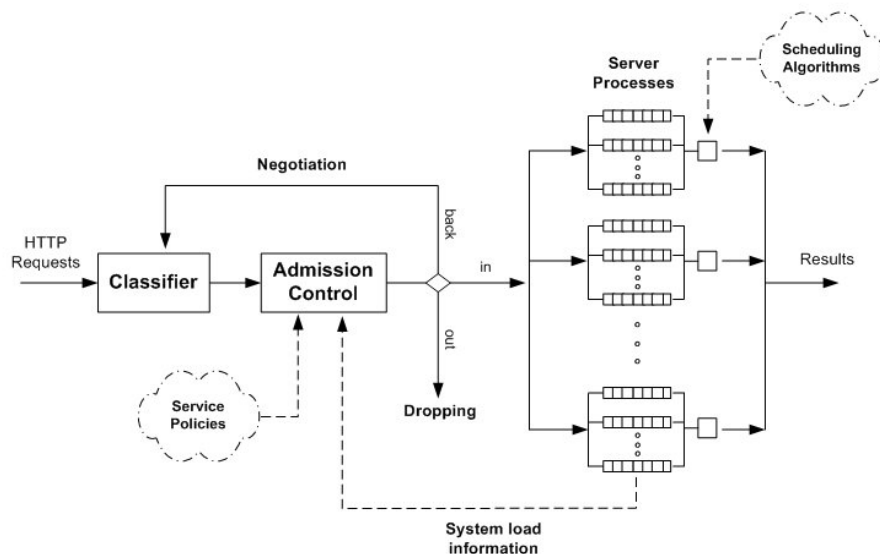 Scheduling
Algorithms
Server
Processes
Negotiation
back
HTTP
Requests
Classifier
Admission
Control
in
Results
out
Service
Policies
Dropping
System load
information